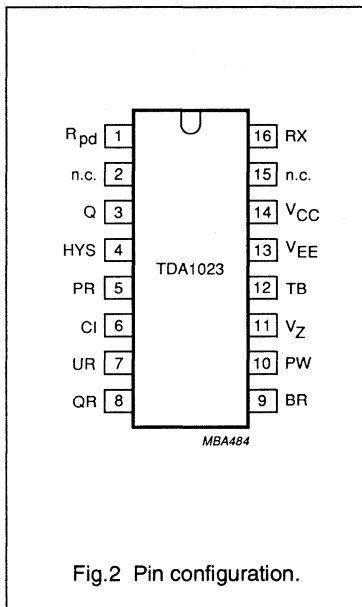 Rpd 1 16 RX
n.c. 2 15 n.c.
Q 3 14 VCC
HYS 4 13 VEE
TDA1023
PR 5 12 TB
CI 6 11 VZ
UR 7 10 PW
QR 8 9 BR
MBA484
Fig.2 Pin configuration.